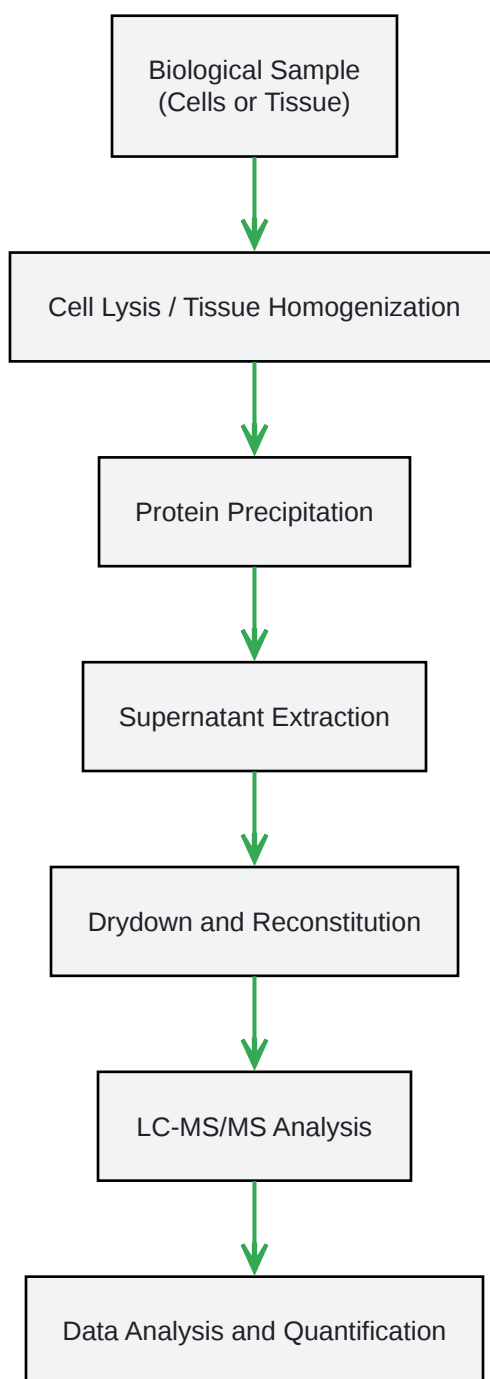 Biological Sample
(Cells or Tissue)
Cell Lysis / Tissue Homogenization
Protein Precipitation
Supernatant Extraction
Drydown and Reconstitution
LC-MS/MS Analysis
Data Analysis and Quantification